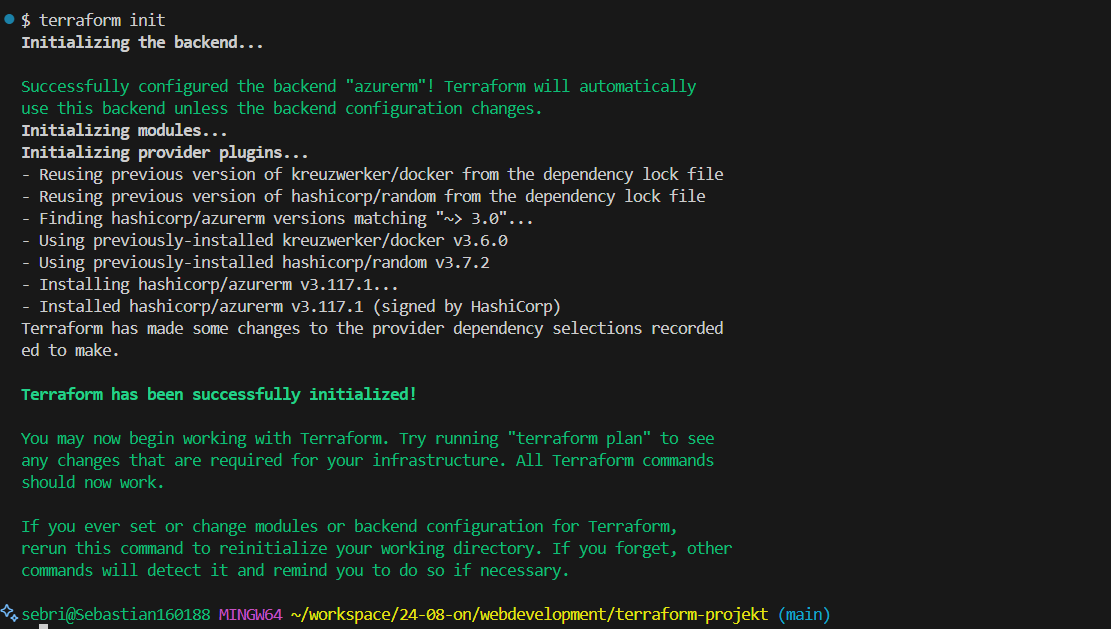 $ terraform init
Initializing the backend...
Successfully configured the backend "azurerm"! Terraform will automatically
use this backend unless the backend configuration changes.
Initializing modules...
Initializing provider plugins...
- Reusing previous version of kreuzwerker/docker from the dependency lock file
- Reusing previous version of hashicorp/random from the dependency lock file
- Finding hashicorp/azurerm versions matching "~> 3.0"...
- Using previously-installed kreuzwerker/docker v3.6.0
- Using previously-installed hashicorp/random v3.7.2
- Installing hashicorp/azurerm v3.117.1...
- Installed hashicorp/azurerm v3.117.1 (signed by HashiCorp)
Terraform has made some changes to the provider dependency selections recorded
ed to make.
Terraform has been successfully initialized!
You may now begin working with Terraform. Try running "terraform plan" to see
any changes that are required for your infrastructure. All Terraform commands
should now work.
If you ever set or change modules or backend configuration for Terraform,
rerun this command to reinitialize your working directory. If you forget, other
commands will detect it and remind you to do so if necessary.
sebri@Sebastian160188 MINGW64 ~/workspace/24-08-on/webdevelopment/terraform-projekt (main)